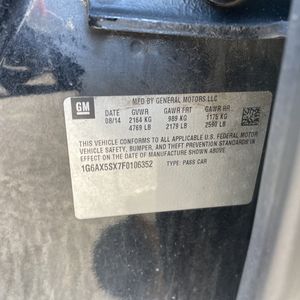 GM
MFD BY GENERAL MOTORS LLC
DATE GVWR GAWR FRT GAWR RR
08/14 2164 KG 989 KG 1175 KG
4769 LB 2179 LB 2590 LB
THIS VEHICLE CONFORMS TO ALL APPLICABLE U.S. FEDERAL MOTOR
VEHICLE SAFETY, BUMPER, AND THEFT PREVENTION STANDARDS IN
EFFECT ON THE DATE OF MANUFACTURE SHOWN ABOVE.
1G6AX5SX7F0106352 TYPE: PASS CAR